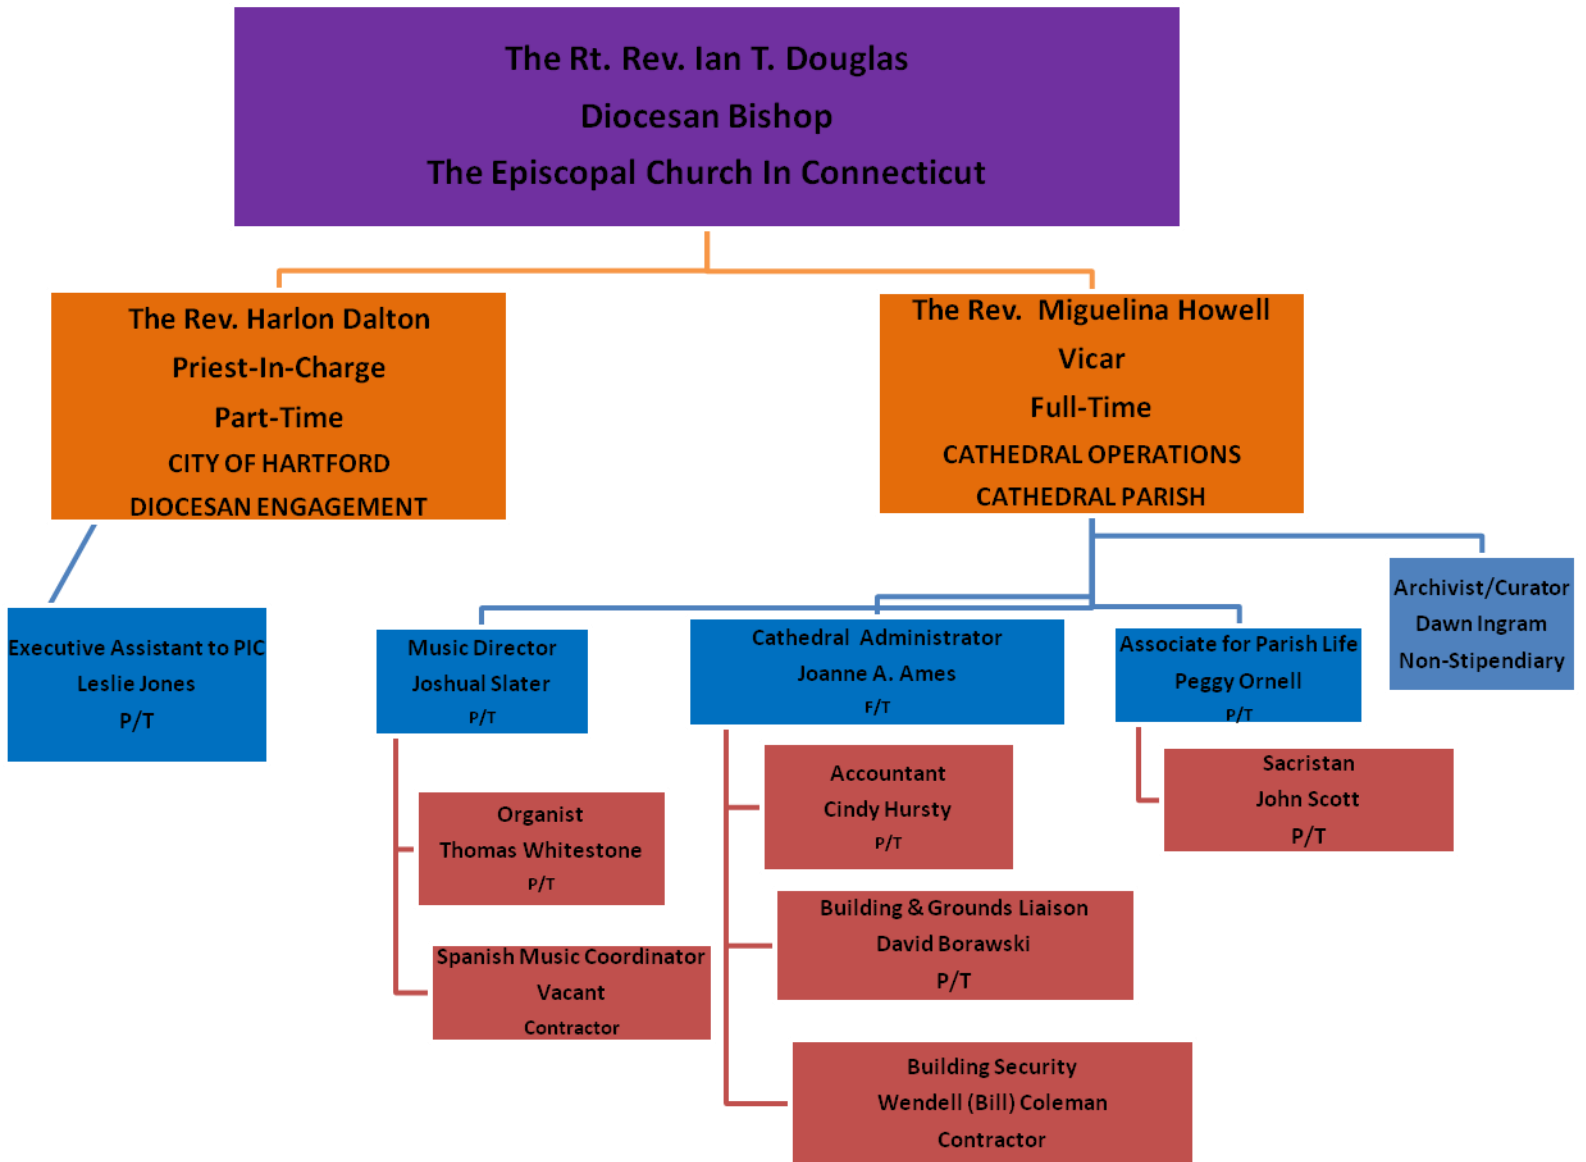 The Rt. Rev. Ian T. Douglas
Diocesan Bishop
The Episcopal Church In Connecticut
The Rev. Harlon Dalton
Priest-In-Charge
Part-Time
CITY OF HARTFORD
DIOCESAN ENGAGEMENT
The Rev. Miguelina Howell
Vicar
Full-Time
CATHEDRAL OPERATIONS
CATHEDRAL PARISH
Executive Assistant to PIC
Leslie Jones
P/T
Music Director
Joshual Slater
P/T
Cathedral Administrator
Joanne A. Ames
F/T
Associate for Parish Life
Peggy Ornell
P/T
Archivist/Curator
Dawn Ingram
Non-Stipendiary
Organist
Thomas Whitestone
P/T
Spanish Music Coordinator
Vacant
Contractor
Accountant
Cindy Hursty
P/T
Building & Grounds Liaison
David Borawski
P/T
Building Security
Wendell (Bill) Coleman
Contractor
Sacristan
John Scott
P/T